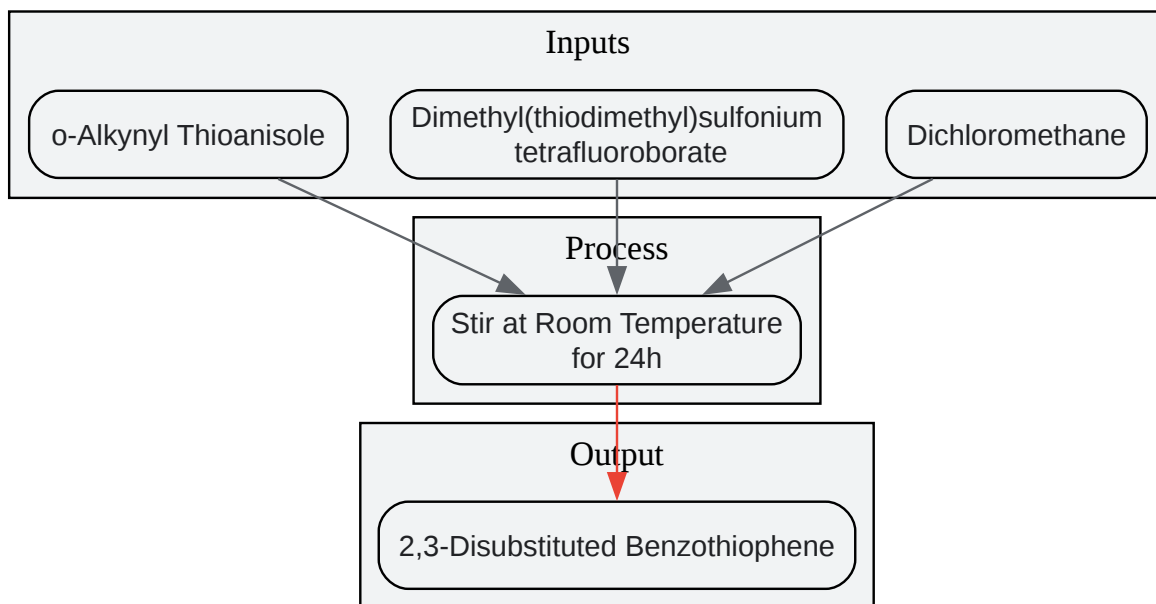 Inputs
o-Alkynyl Thioanisole
Dimethyl(thiodimethyl)sulfonium
tetrafluoroborate
Dichloromethane
Process
Stir at Room Temperature
for 24h
Output
2,3-Disubstituted Benzothiophene